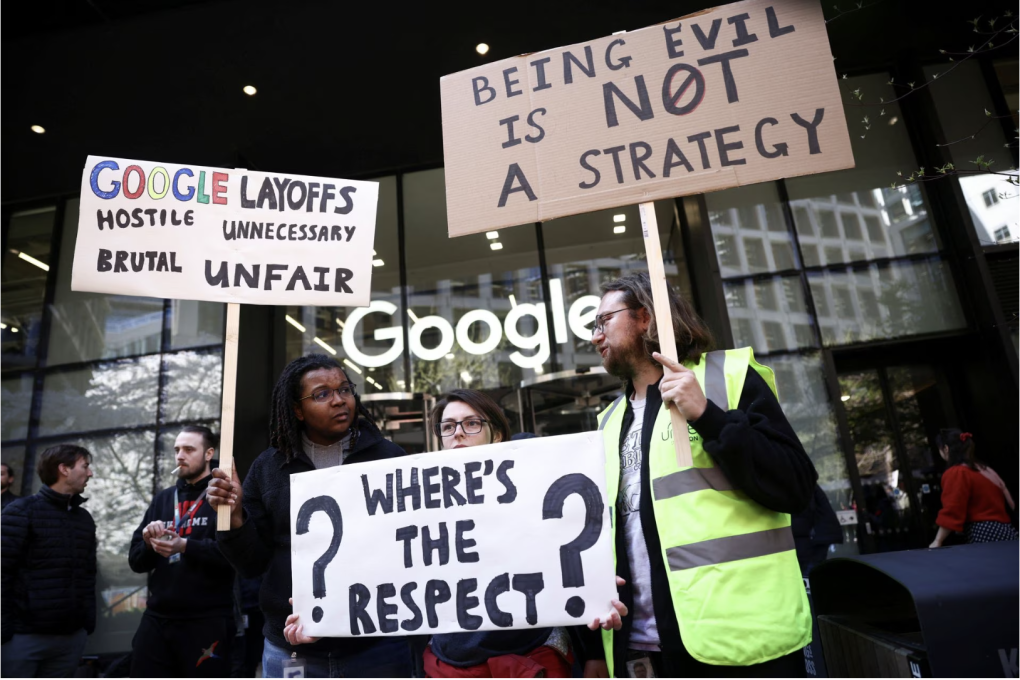 BEING EVIL
IS NOT
A STRATEGY
GOOGLE LAYOFFS
HOSTILE UNNECESSARY
BRUTAL UNFAIR
Google
? WHERE'S ?
THE
RESPECT